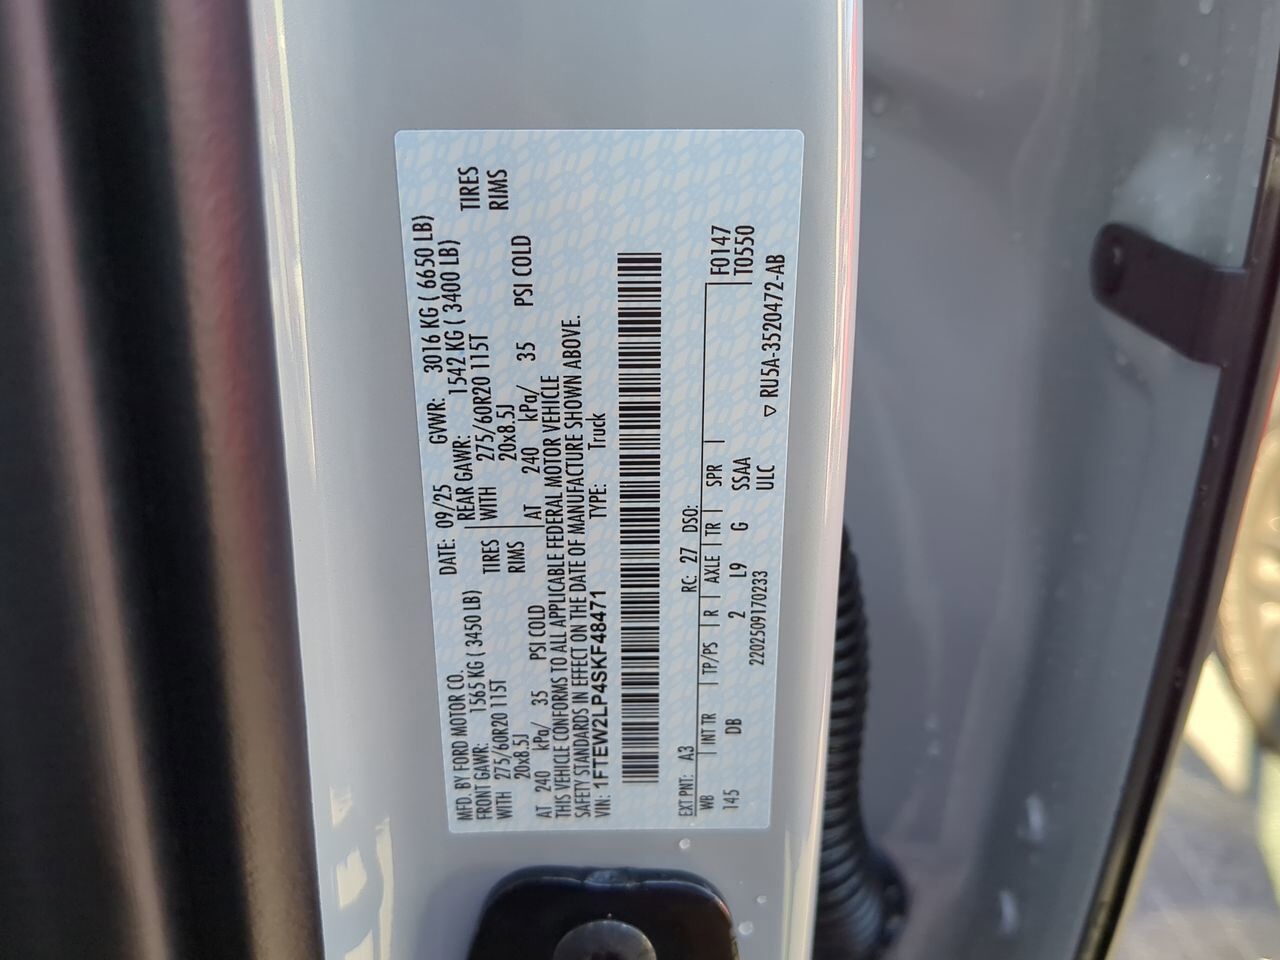 MFD. BY FORD MOTOR CO.
DATE: 09/25 GVWR: 3016 KG ( 6650 LB)
FRONT GAWR: 1565 KG ( 3450 LB) REAR GAWR: 1542 KG ( 3400 LB)
WITH 275/60R20 115T TIRES WITH 275/60R20 115T TIRES
20x8.5J RIMS 20x8.5J RIMS
AT 240 kPa/ 35 PSI COLD AT 240 kPa/ 35 PSI COLD
THIS VEHICLE CONFORMS TO ALL APPLICABLE FEDERAL MOTOR VEHICLE
SAFETY STANDARDS IN EFFECT ON THE DATE OF MANUFACTURE SHOWN ABOVE.
VIN: 1FTEW2LP4SKF48471 TYPE: Truck
EXT PNT: A3 RC: 27 DSO:
WB INT TR TP/PS R AXLE TR SPR F0147
145 DB 2 L9 G SSAA T0550
2202509170233 ULC
▽ RU5A-3520472-AB